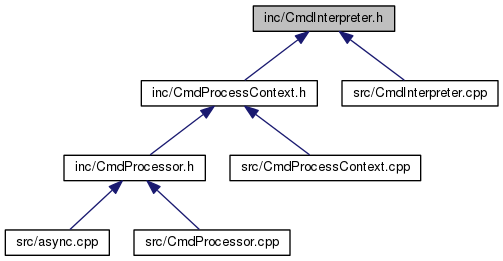 inc/CmdInterpreter.h
inc/CmdProcessContext.h
src/CmdInterpreter.cpp
inc/CmdProcessor.h
src/CmdProcessContext.cpp
src/async.cpp
src/CmdProcessor.cpp